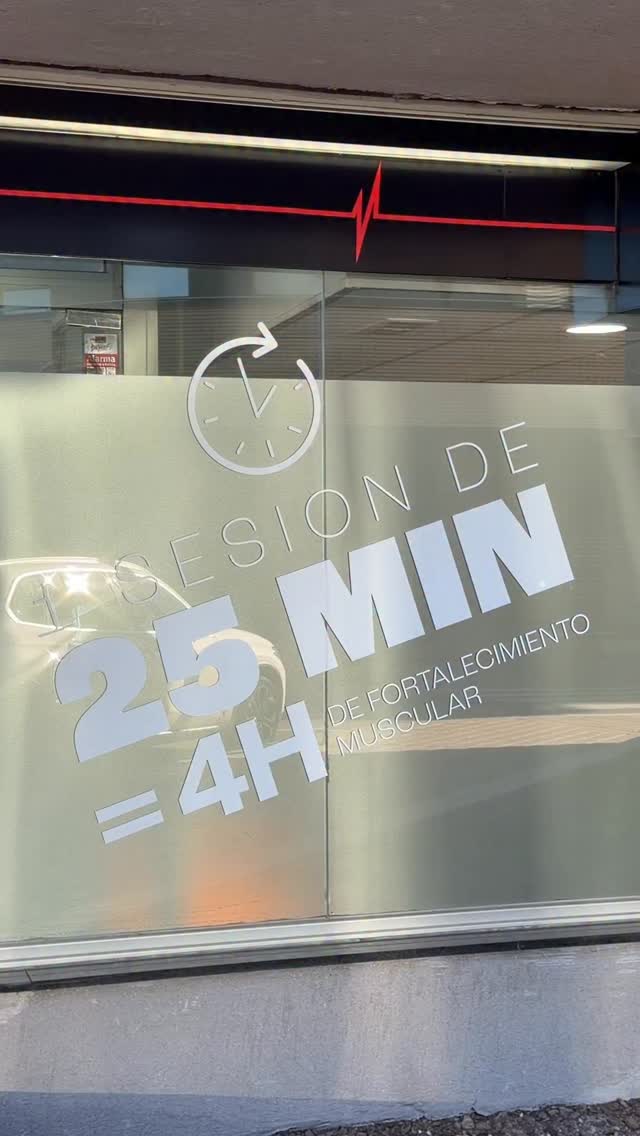 1 SESION DE
25 MIN
= 4H DE FORTALECIMIENTO
MUSCULAR